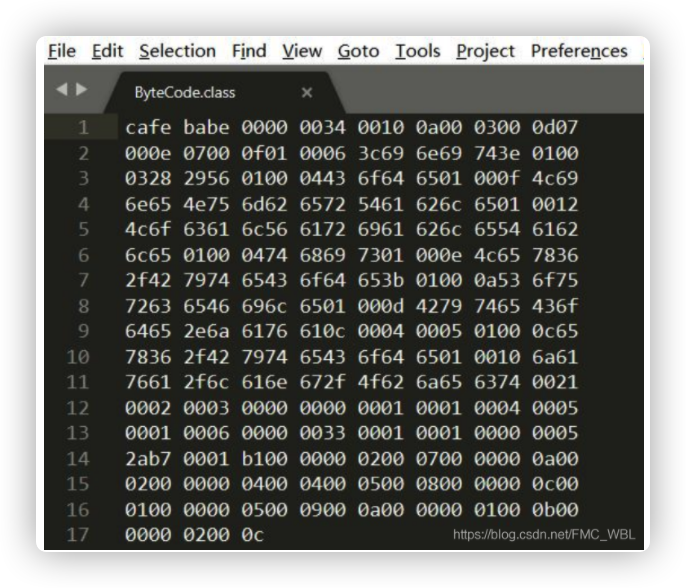 File Edit Selection Find View Goto Tools Project Preferences
ByteCode.class ×
1 cafe babe 0000 0034 0010 0a00 0300 0d07
2 000e 0700 0f01 0006 3c69 6e69 743e 0100
3 0328 2956 0100 0443 6f64 6501 000f 4c69
4 6e65 4e75 6d62 6572 5461 626c 6501 0012
5 4c6f 6361 6c56 6172 6961 626c 6554 6162
6 6c65 0100 0474 6869 7301 000e 4c65 7836
7 2f42 7974 6543 6f64 653b 0100 0a53 6f75
8 7263 6546 696c 6501 000d 4279 7465 436f
9 6465 2e6a 6176 610c 0004 0005 0100 0c65
10 7836 2f42 7974 6543 6f64 6501 0010 6a61
11 7661 2f6c 616e 672f 4f62 6a65 6374 0021
12 0002 0003 0000 0000 0001 0001 0004 0005
13 0001 0006 0000 0033 0001 0001 0000 0005
14 2ab7 0001 b100 0000 0200 0700 0000 0a00
15 0200 0000 0400 0400 0500 0800 0000 0c00
16 0100 0000 0500 0900 0a00 0000 0100 0b00
17 0000 0200 0c
https://blog.csdn.net/FMC_WBL